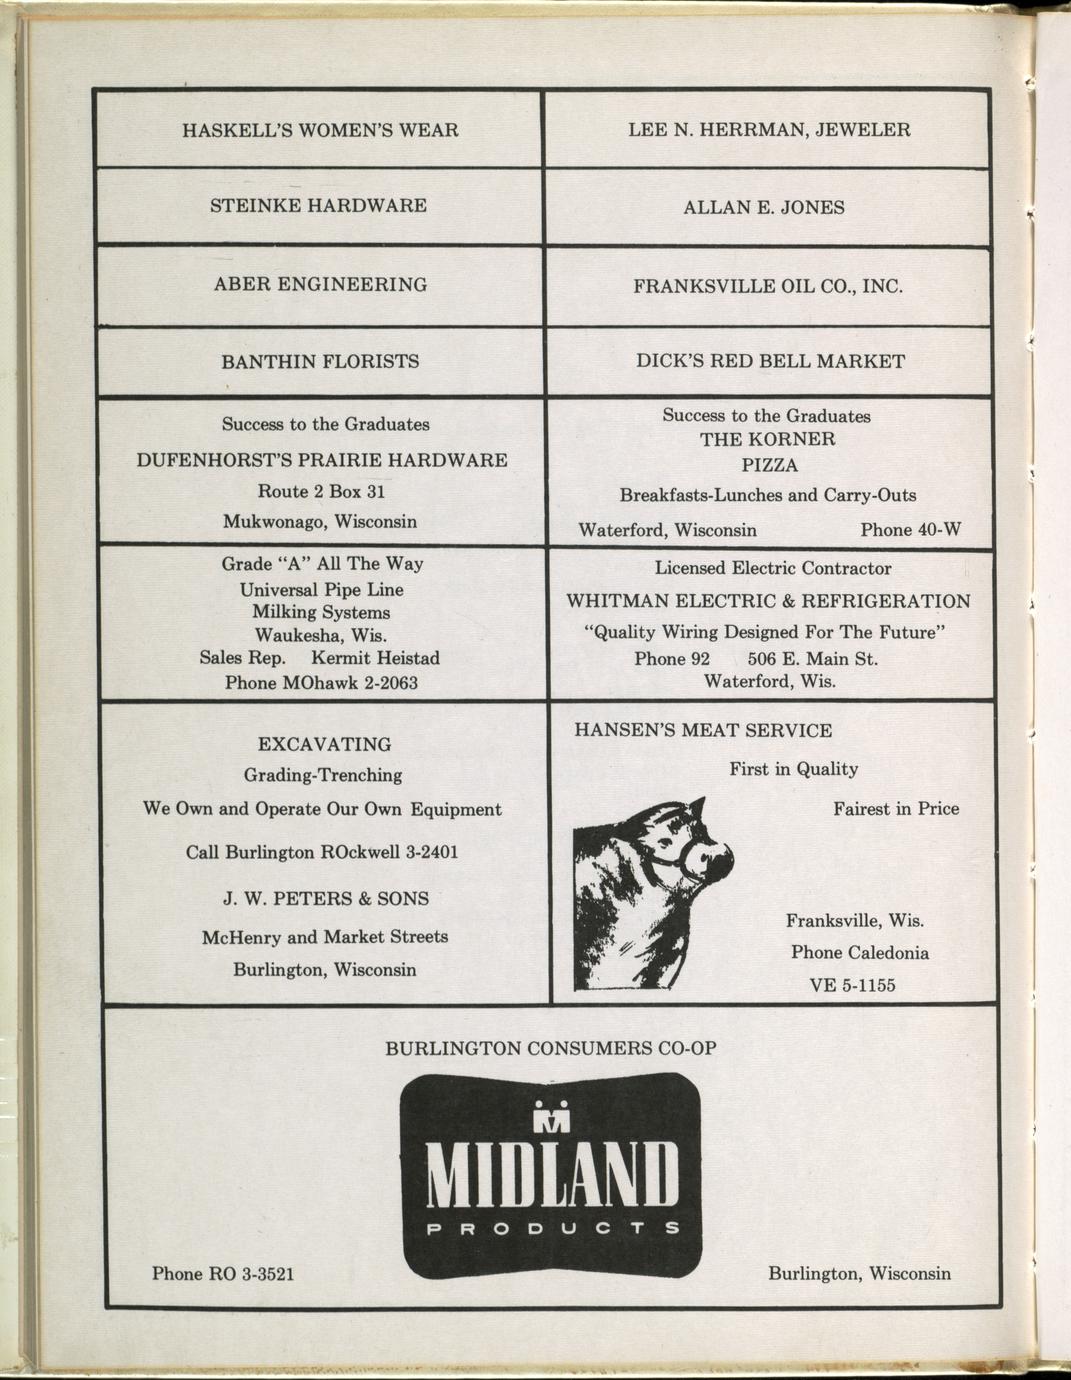 HASKELL'S WOMEN'S WEAR
LEE N. HERRMAN, JEWELER
STEINKE HARDWARE
ALLAN E. JONES
ABER ENGINEERING
FRANKSVILLE OIL CO., INC.
BANTHIN FLORISTS
DICK'S RED BELL MARKET
Success to the Graduates
DUFENHORST'S PRAIRIE HARDWARE
Route 2 Box 31
Mukwonago, Wisconsin
Success to the Graduates
THE KORNER
PIZZA
Breakfasts-Lunches and Carry-Outs
Waterford, Wisconsin Phone 40-W
Grade "A" All The Way
Universal Pipe Line
Milking Systems
Waukesha, Wis.
Sales Rep. Kermit Heistad
Phone MOhawk 2-2063
Licensed Electric Contractor
WHITMAN ELECTRIC & REFRIGERATION
"Quality Wiring Designed For The Future"
Phone 92 506 E. Main St.
Waterford, Wis.
EXCAVATING
Grading-Trenching
We Own and Operate Our Own Equipment
Call Burlington ROckwell 3-2401
J. W. PETERS & SONS
McHenry and Market Streets
Burlington, Wisconsin
HANSEN'S MEAT SERVICE
First in Quality
Fairest in Price
Franksville, Wis.
Phone Caledonia
VE 5-1155
BURLINGTON CONSUMERS CO-OP
M
MIDLAND
PRODUCTS
Phone RO 3-3521 Burlington, Wisconsin